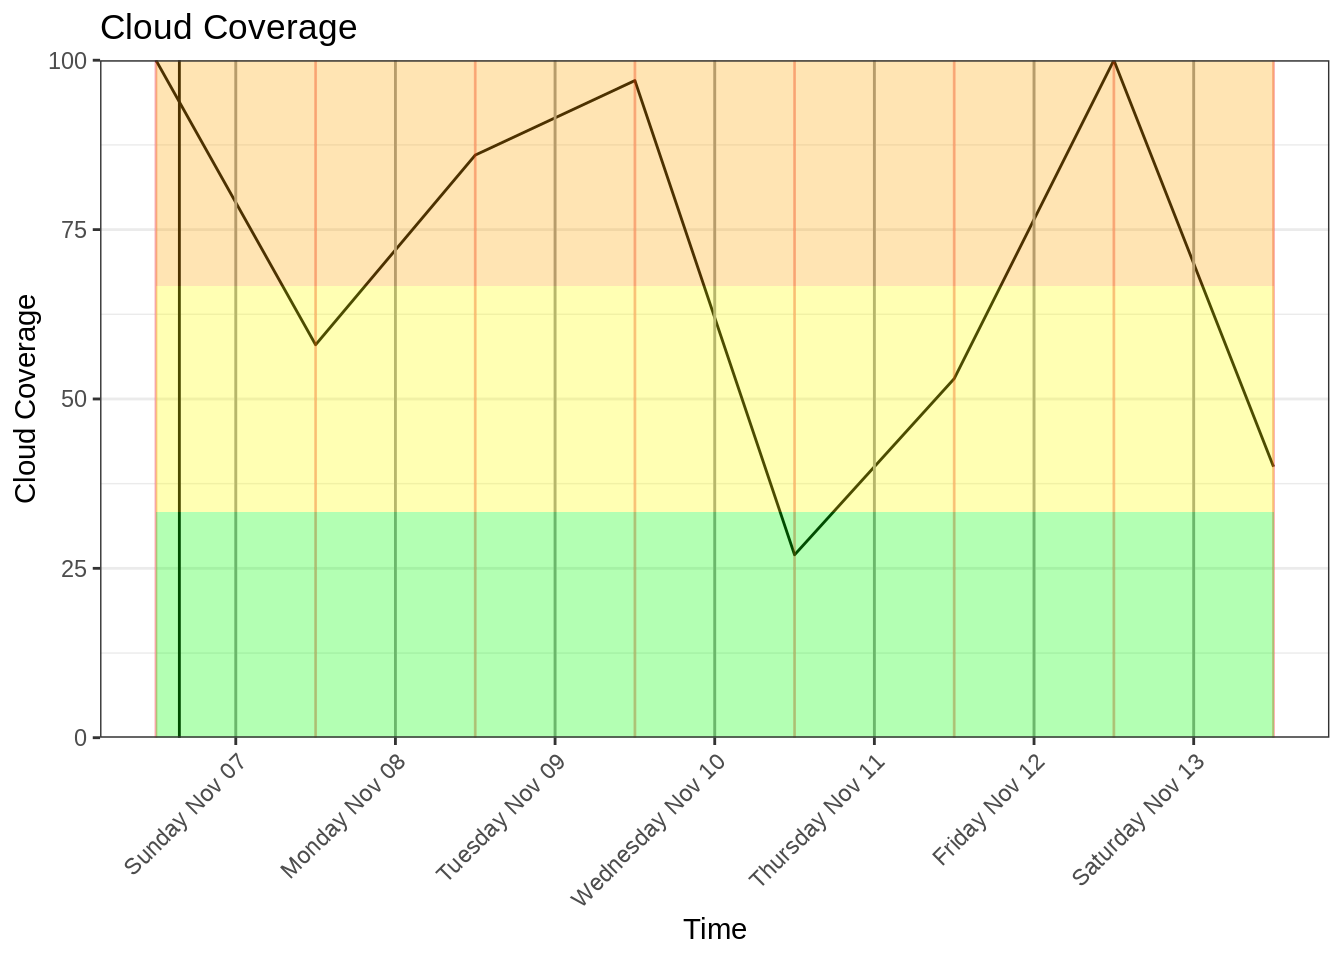 Cloud Coverage
100
75
50
25
0
Cloud Coverage
Sunday Nov 07
Monday Nov 08
Tuesday Nov 09
Wednesday Nov 10
Thursday Nov 11
Friday Nov 12
Saturday Nov 13
Time